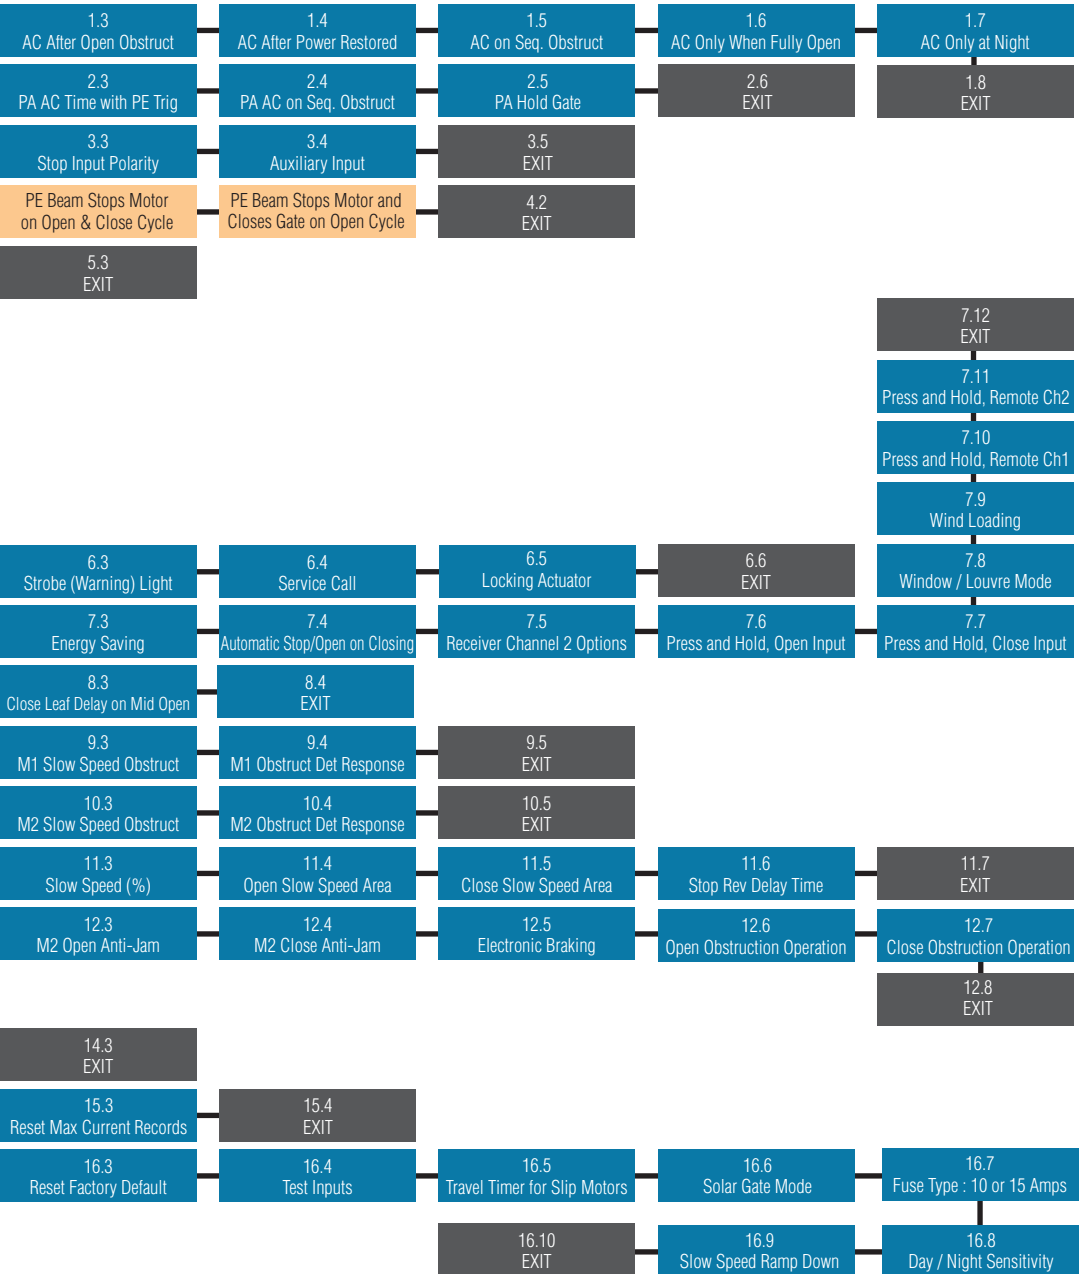 1.3
AC After Open Obstruct
1.4
AC After Power Restored
1.5
AC on Seq. Obstruct
1.6
AC Only When Fully Open
1.7
AC Only at Night
1.8
EXIT
2.3
PA AC Time with PE Trig
2.4
PA AC on Seq. Obstruct
2.5
PA Hold Gate
2.6
EXIT
3.3
Stop Input Polarity
3.4
Auxiliary Input
3.5
EXIT
PE Beam Stops Motor
on Open & Close Cycle
PE Beam Stops Motor and
Closes Gate on Open Cycle
4.2
EXIT
5.3
EXIT
7.12
EXIT
7.11
Press and Hold, Remote Ch2
7.10
Press and Hold, Remote Ch1
7.9
Wind Loading
6.3
Strobe (Warning) Light
6.4
Service Call
6.5
Locking Actuator
6.6
EXIT
7.8
Window / Louvre Mode
7.3
Energy Saving
7.4
Automatic Stop/Open on Closing
7.5
Receiver Channel 2 Options
7.6
Press and Hold, Open Input
7.7
Press and Hold, Close Input
8.3
Close Leaf Delay on Mid Open
8.4
EXIT
9.3
M1 Slow Speed Obstruct
9.4
M1 Obstruct Det Response
9.5
EXIT
10.3
M2 Slow Speed Obstruct
10.4
M2 Obstruct Det Response
10.5
EXIT
11.3
Slow Speed (%)
11.4
Open Slow Speed Area
11.5
Close Slow Speed Area
11.6
Stop Rev Delay Time
11.7
EXIT
12.3
M2 Open Anti-Jam
12.4
M2 Close Anti-Jam
12.5
Electronic Braking
12.6
Open Obstruction Operation
12.7
Close Obstruction Operation
12.8
EXIT
14.3
EXIT
15.3
Reset Max Current Records
15.4
EXIT
16.3
Reset Factory Default
16.4
Test Inputs
16.5
Travel Timer for Slip Motors
16.6
Solar Gate Mode
16.7
Fuse Type : 10 or 15 Amps
16.10
EXIT
16.9
Slow Speed Ramp Down
16.8
Day / Night Sensitivity